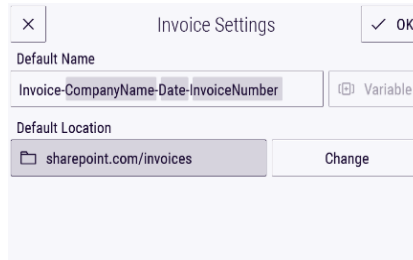 Invoice Settings
OK
Default Name
Invoice-CompanyName-Date-InvoiceNumber
Variable
Default Location
sharepoint.com/invoices
Change